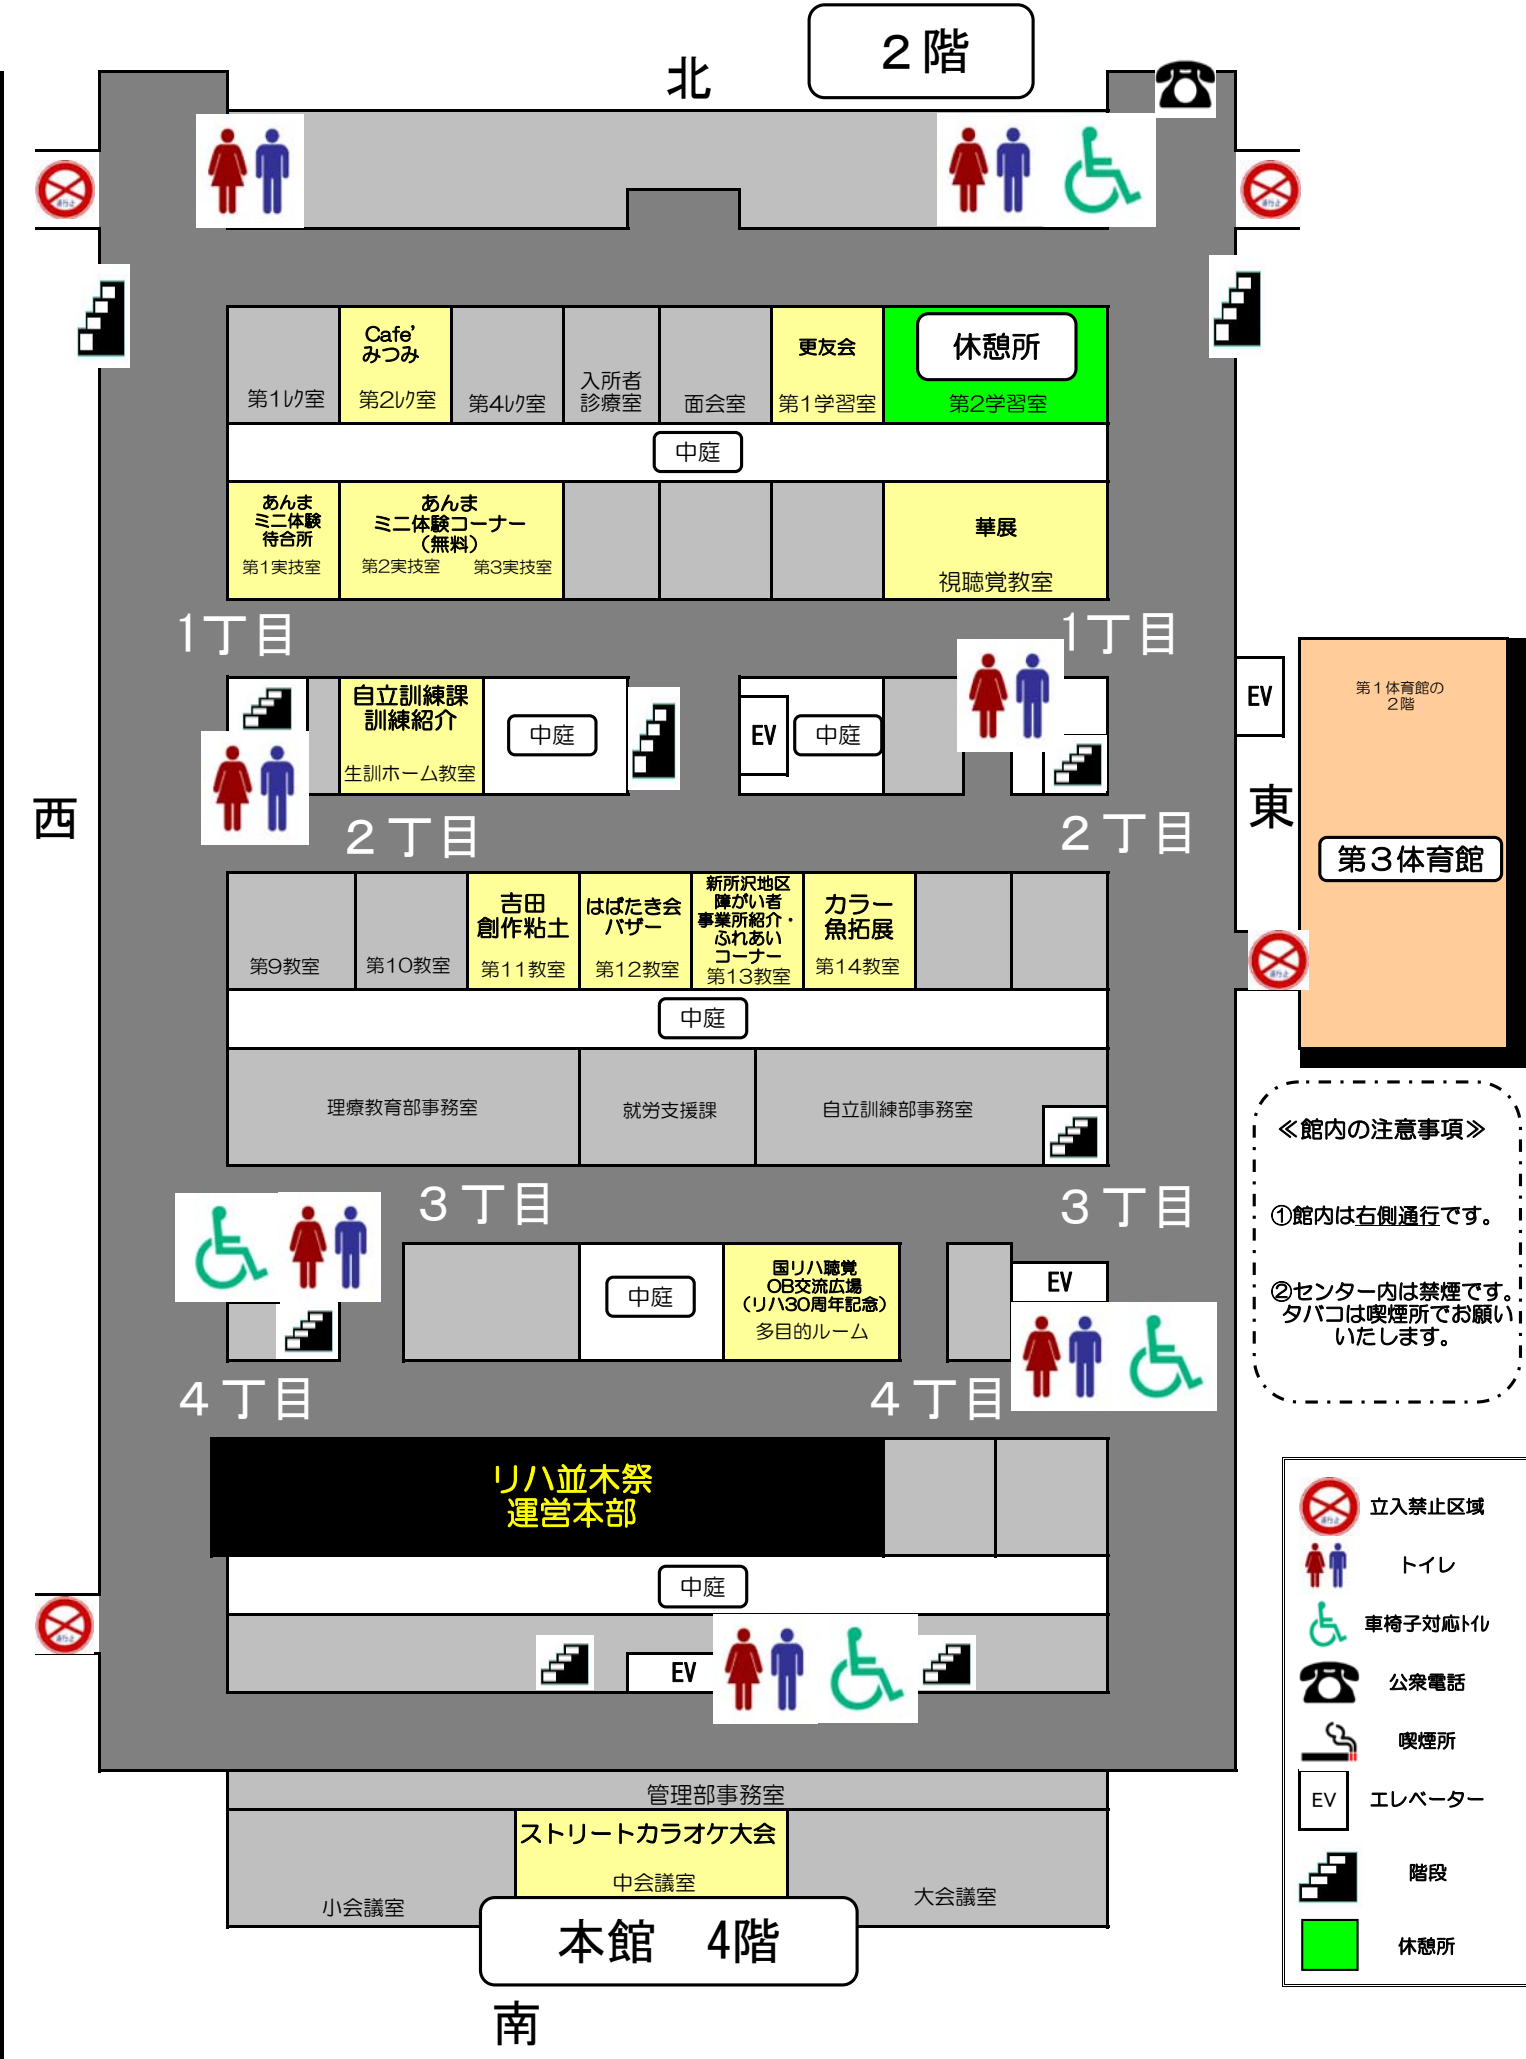 2階
北
Cafe’
みつみ
第1ﾚｸ室
第2ﾚｸ室
第4ﾚｸ室
入所者
診療室
面会室
更友会
第1学習室
休憩所
第2学習室
中庭
あんま
ミニ体験
待合所
第1実技室
あんま
ミニ体験コーナー
（無料）
第2実技室 第3実技室
華展
視聴覚教室
1丁目
1丁目
自立訓練課
訓練紹介
生訓ホーム教室
中庭
EV
中庭
EV
第1体育館の
2階
西
東
2丁目
2丁目
第3体育館
第9教室
第10教室
吉田
創作粘土
第11教室
はばたき会
バザー
第12教室
新所沢地区
障がい者
事業所紹介・
ふれあい
コーナー
第13教室
カラー
魚拓展
第14教室
中庭
理療教育部事務室
就労支援課
自立訓練部事務室
≪館内の注意事項≫
①館内は右側通行です。
②センター内は禁煙です。
タバコは喫煙所でお願い
いたします。
3丁目
3丁目
中庭
国リハ聴覚
OB交流広場
（リハ30周年記念）
多目的ルーム
EV
4丁目
4丁目
リハ並木祭
運営本部
中庭
EV
管理部事務室
ストリートカラオケ大会
中会議室
小会議室
大会議室
本館　4階
南
立入禁止区域
トイレ
車椅子対応ﾄｲﾚ
公衆電話
喫煙所
EV エレベーター
階段
休憩所